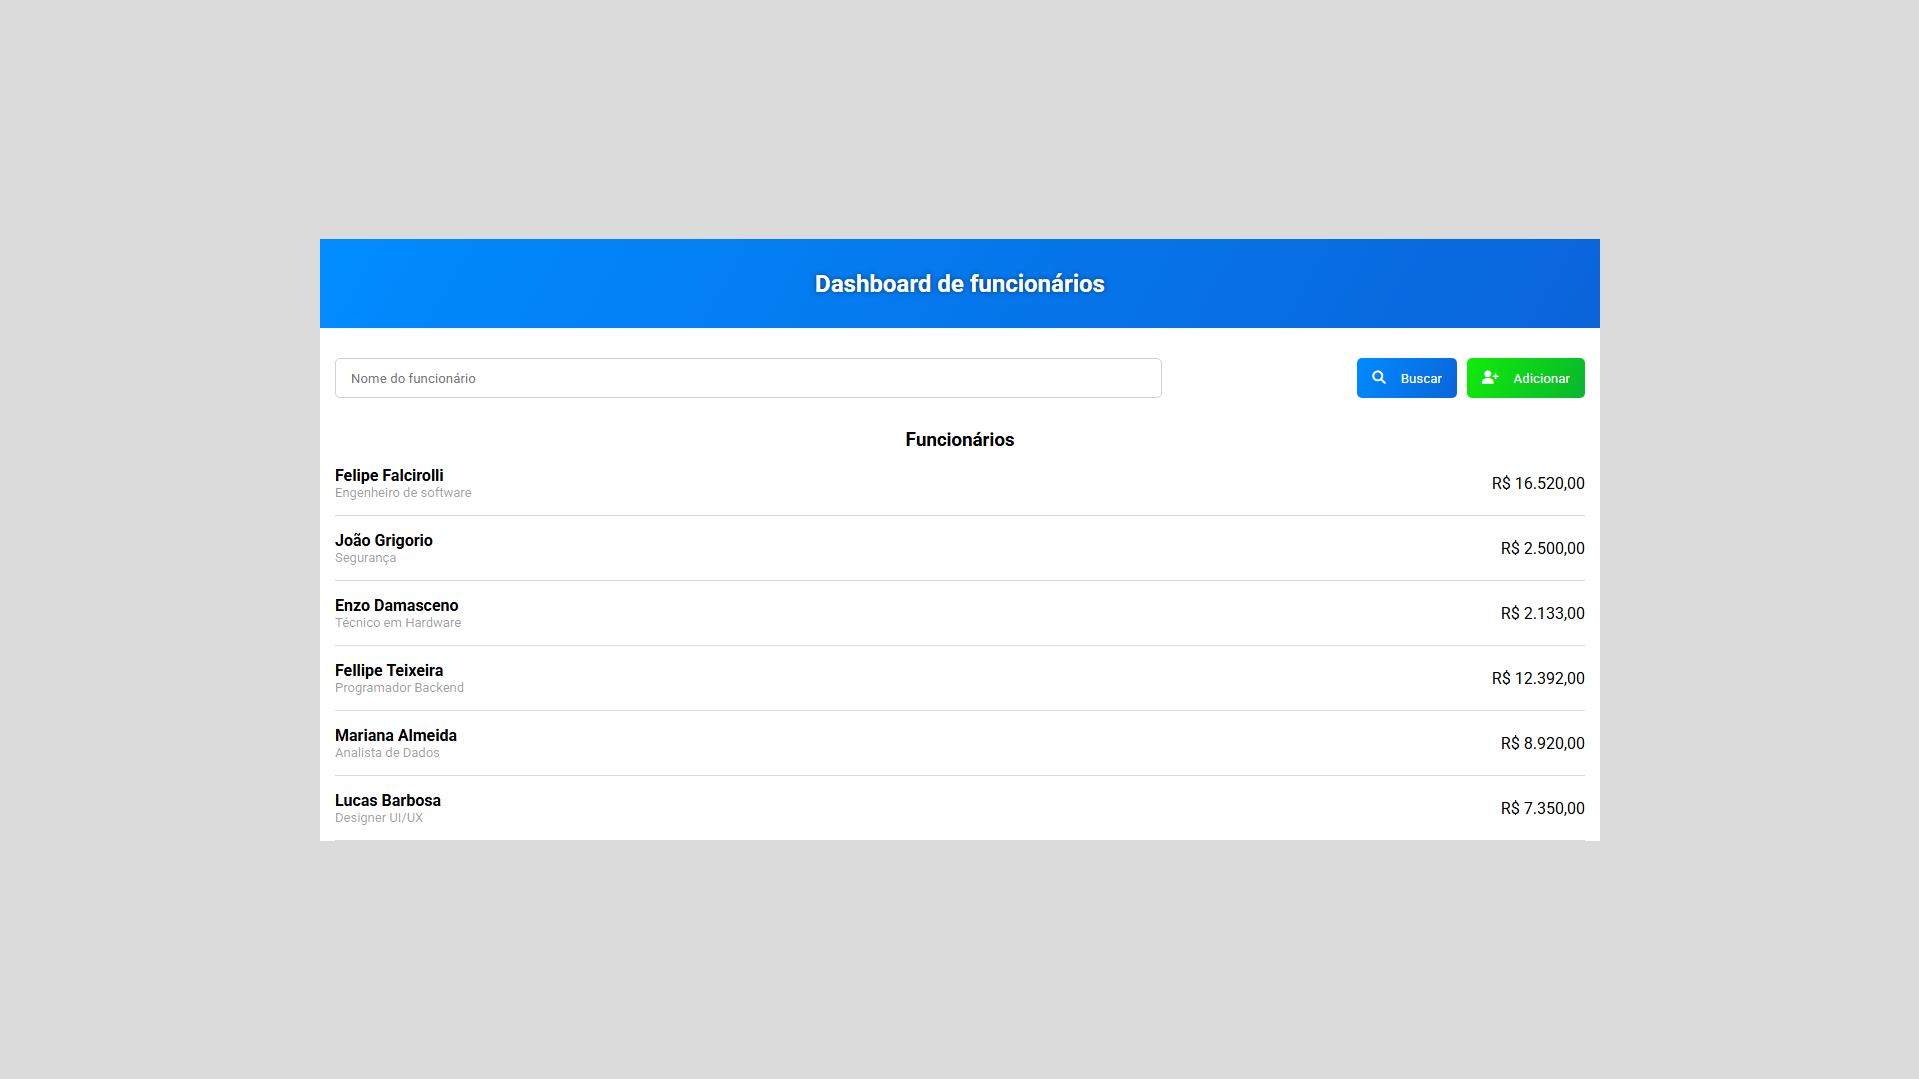 Dashboard de funcionários
Nome do funcionário
Buscar
Adicionar
Funcionários
Felipe Falcirolli
Engenheiro de software
R$ 16.520,00
João Grigorio
Segurança
R$ 2.500,00
Enzo Damasceno
Técnico em Hardware
R$ 2.133,00
Fellipe Teixeira
Programador Backend
R$ 12.392,00
Mariana Almeida
Analista de Dados
R$ 8.920,00
Lucas Barbosa
Designer UI/UX
R$ 7.350,00